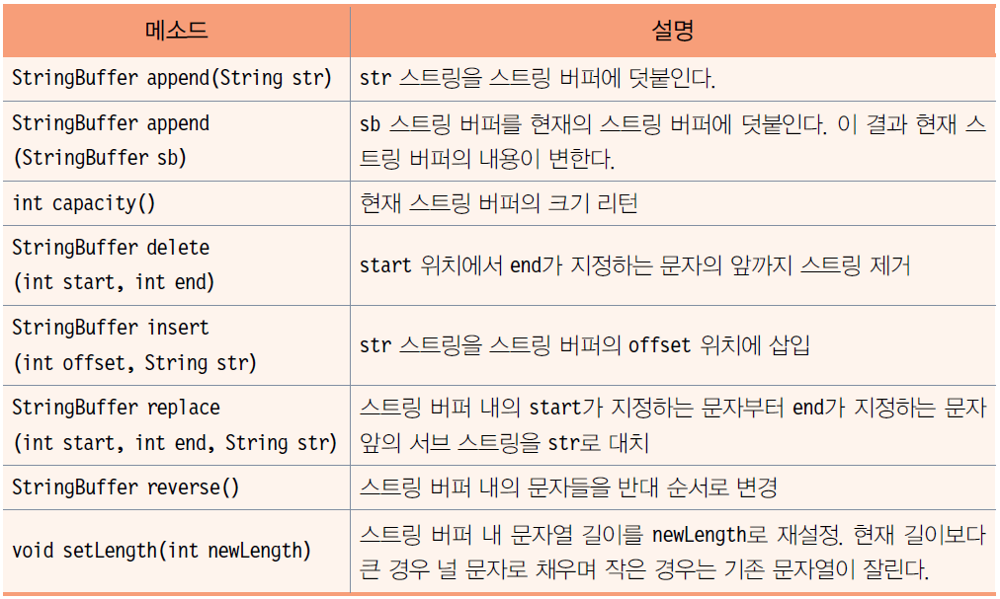 메소드 설명
StringBuffer append(String str) str 스트링을 스트링 버퍼에 덧붙인다.
StringBuffer append
(StringBuffer sb)
sb 스트링 버퍼를 현재의 스트링 버퍼에 덧붙인다. 이 결과 현재 스
트링 버퍼의 내용이 변한다.
int capacity() 현재 스트링 버퍼의 크기 리턴
StringBuffer delete
(int start, int end)
start 위치에서 end가 지정하는 문자의 앞까지 스트링 제거
StringBuffer insert
(int offset, String str)
str 스트링을 스트링 버퍼의 offset 위치에 삽입
StringBuffer replace
(int start, int end, String str)
스트링 버퍼 내의 start가 지정하는 문자부터 end가 지정하는 문자
앞의 서브 스트링을 str로 대치
StringBuffer reverse() 스트링 버퍼 내의 문자들을 반대 순서로 변경
void setLength(int newLength)
스트링 버퍼 내 문자열 길이를 newLength로 재설정. 현재 길이보다
큰 경우 널 문자로 채우며 작은 경우는 기존 문자열이 잘린다.